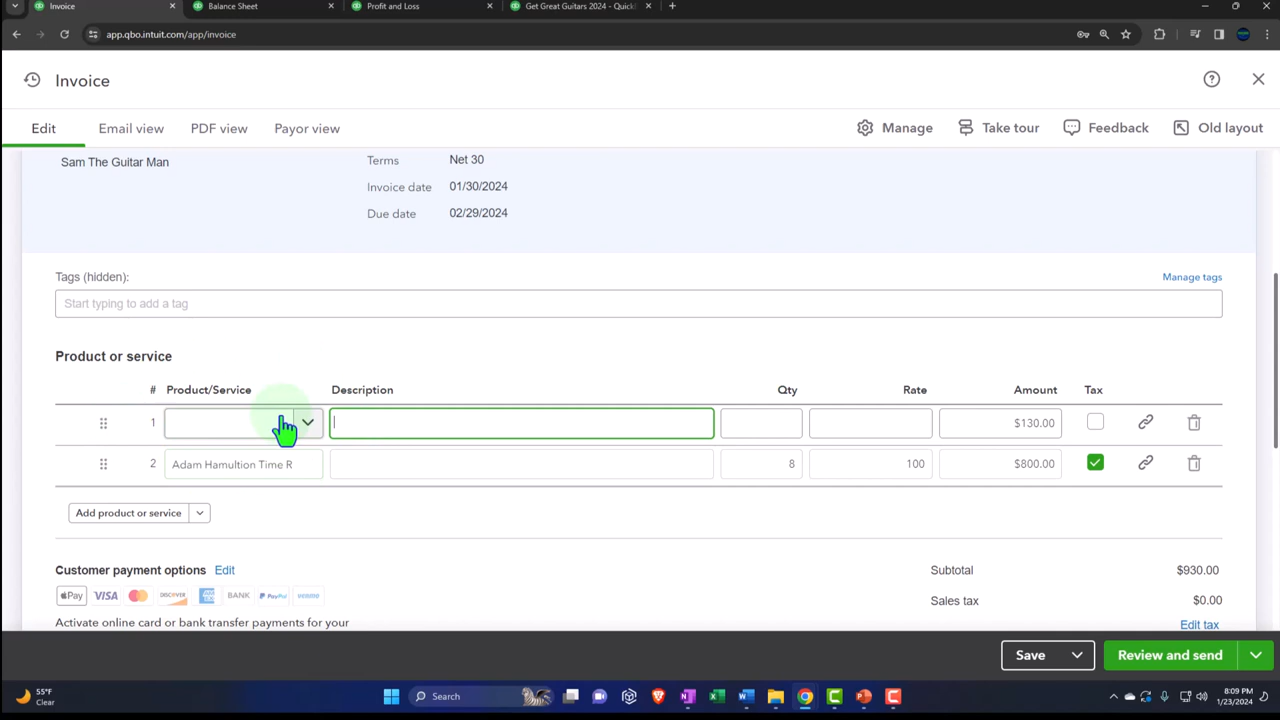 Invoice
Balance Sheet
Profit and Loss
Get Great Guitars 2024 - Quick
app.qbo.intuit.com/app/invoice
Invoice
Edit
Email view
PDF view
Payor view
Manage
Take tour
Feedback
Old layout
Sam The Guitar Man
Terms Net 30
Invoice date 01/30/2024
Due date 02/29/2024
Tags (hidden):
Manage tags
Start typing to add a tag
Product or service
# Product/Service Description Qty Rate Amount Tax
1 $130.00
2 Adam Hamultion Time R 8 100 $800.00
Add product or service
Customer payment options Edit
Subtotal $930.00
Pay VISA DISCOVER BANK PayPal venmo
Sales tax $0.00
Activate online card or bank transfer payments for your
Edit tax
Save
Review and send
55°F
Clear
Search
8:09 PM
1/23/2024